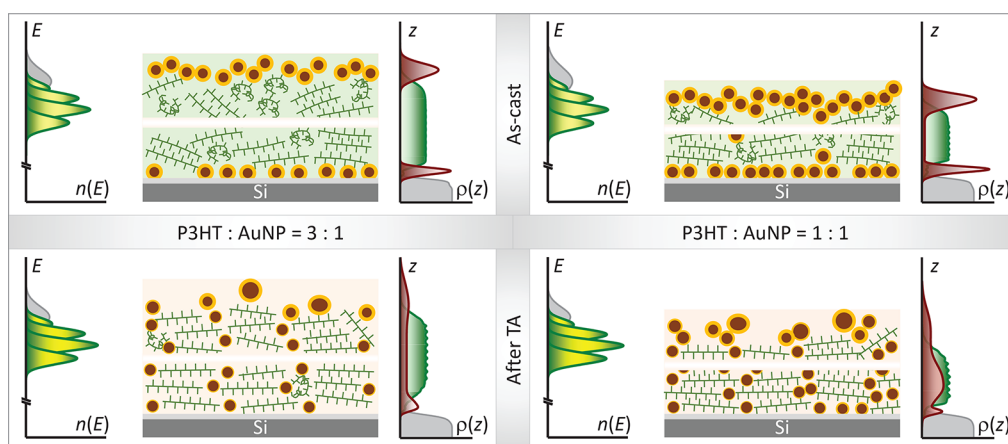 E
z
n(E)
Si
ρ(z)
As-cast
E
z
n(E)
Si
ρ(z)
P3HT : AuNP = 3 : 1
P3HT : AuNP = 1 : 1
E
z
n(E)
Si
ρ(z)
After TA
E
z
n(E)
Si
ρ(z)